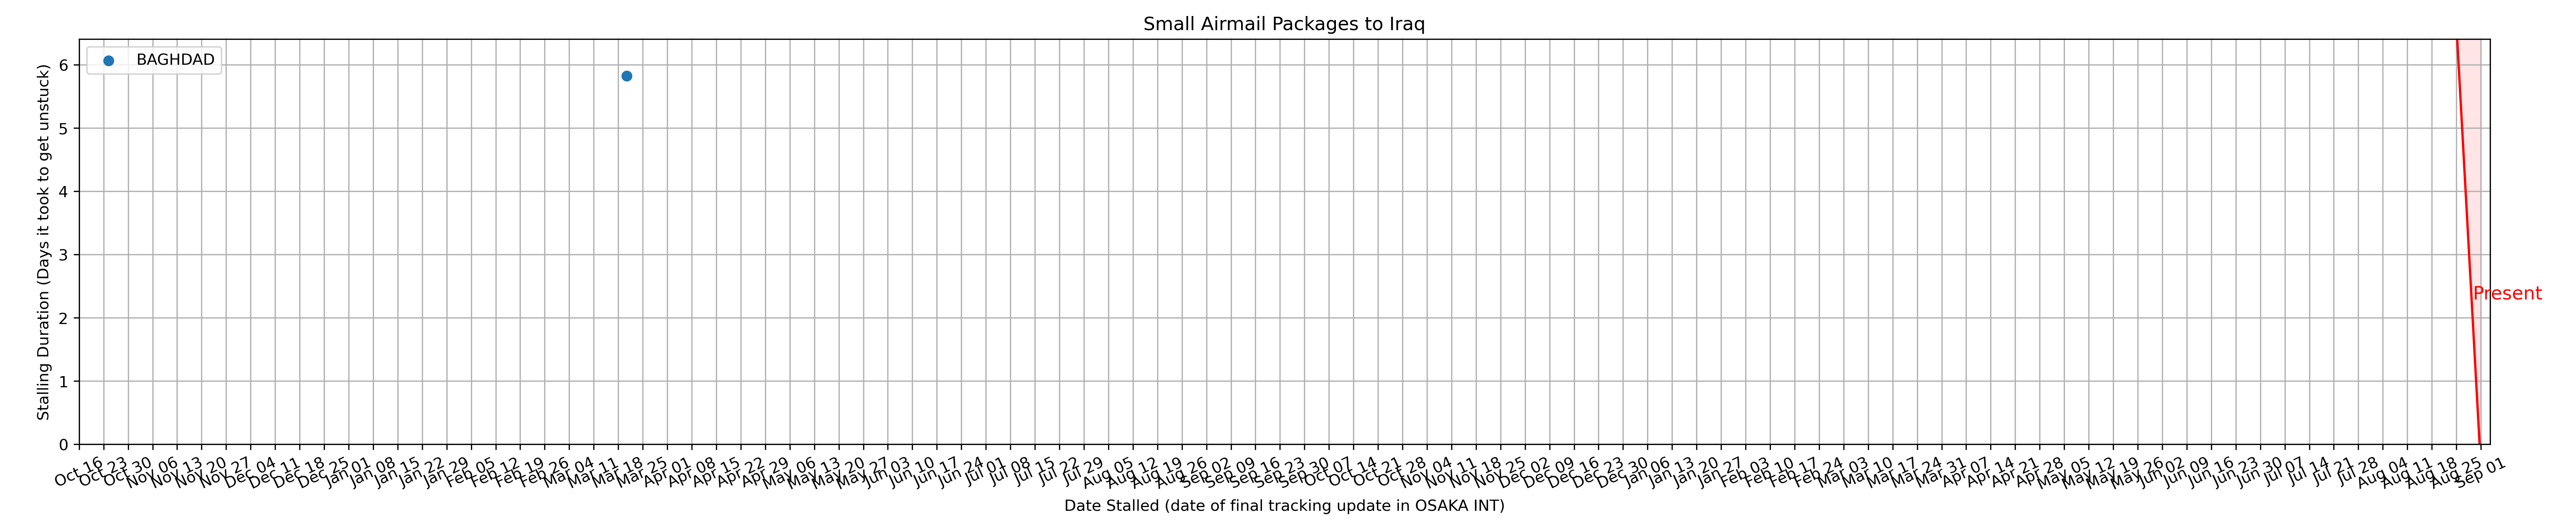 Small Airmail Packages to Iraq
BAGHDAD
Stalling Duration (Days it took to get unstuck)
6
5
4
3
2
1
0
Present
Oct 16
Oct 23
Oct 30
Nov 06
Nov 13
Nov 20
Nov 27
Dec 04
Dec 11
Dec 18
Dec 25
Jan 01
Jan 08
Jan 15
Jan 22
Jan 29
Feb 05
Feb 12
Feb 19
Feb 26
Mar 04
Mar 11
Mar 18
Mar 25
Apr 01
Apr 08
Apr 15
Apr 22
Apr 29
May 06
May 13
May 20
May 27
Jun 03
Jun 10
Jun 17
Jun 24
Jul 01
Jul 08
Jul 15
Jul 22
Jul 29
Aug 05
Aug 12
Aug 19
Aug 26
Sep 02
Sep 09
Sep 16
Sep 23
Sep 30
Oct 07
Oct 14
Oct 21
Oct 28
Nov 04
Nov 11
Nov 18
Nov 25
Dec 02
Dec 09
Dec 16
Dec 23
Dec 30
Jan 06
Jan 13
Jan 20
Jan 27
Feb 03
Feb 10
Feb 17
Feb 24
Mar 03
Mar 10
Mar 17
Mar 24
Mar 31
Apr 07
Apr 14
Apr 21
Apr 28
May 05
May 12
May 19
May 26
Jun 02
Jun 09
Jun 16
Jun 23
Jun 30
Jul 07
Jul 14
Jul 21
Jul 28
Aug 04
Aug 11
Aug 18
Aug 25
Sep 01
Date Stalled (date of final tracking update in OSAKA INT)